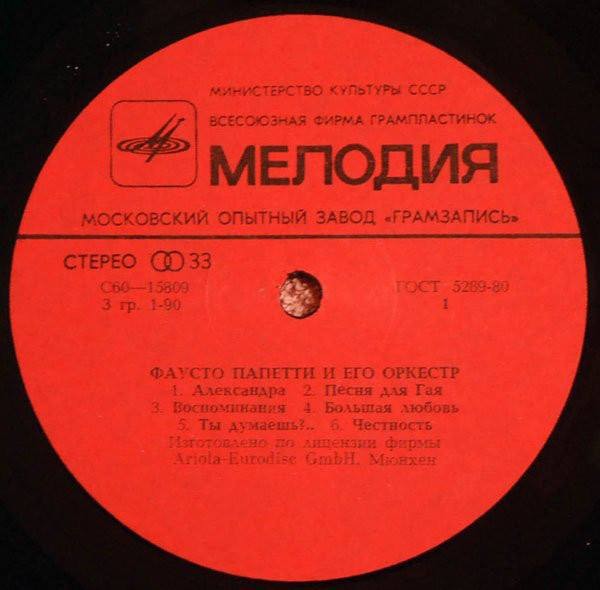 МИНИСТЕРСТВО КУЛЬТУРЫ СССР
ВСЕСОЮЗНАЯ ФИРМА ГРАМПЛАСТИНОК
МЕЛОДИЯ
МОСКОВСКИЙ ОПЫТНЫЙ ЗАВОД «ГРАМЗАПИСЬ»
СТЕРЕО 33
С60—15809 ГОСТ 5289-80
3 гр. 1-90 1
ФАУСТО ПАПЕТТИ И ЕГО ОРКЕСТР
1. Александра 2. Песня для Гая
3. Воспоминания 4. Большая любовь
5. Ты думаешь?.. 6. Честность
Изготовлено по лицензии фирмы
Ariola-Eurodisc GmbH. Мюнхен